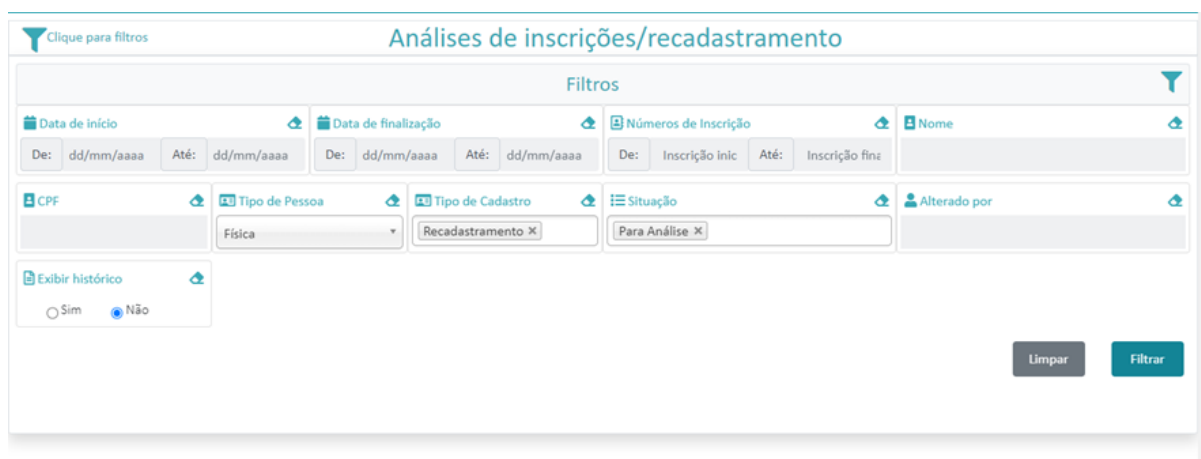 Clique para filtros
Análises de inscrições/recadastramento
Filtros
Data de início
De: dd/mm/aaaa Até: dd/mm/aaaa
Data de finalização
De: dd/mm/aaaa Até: dd/mm/aaaa
Números de Inscrição
De: Inscrição inic Até: Inscrição fina
Nome
CPF
Tipo de Pessoa
Física
Tipo de Cadastro
Recadastramento ×
Situação
Para Análise ×
Alterado por
Exibir histórico
Sim Não
Limpar Filtrar